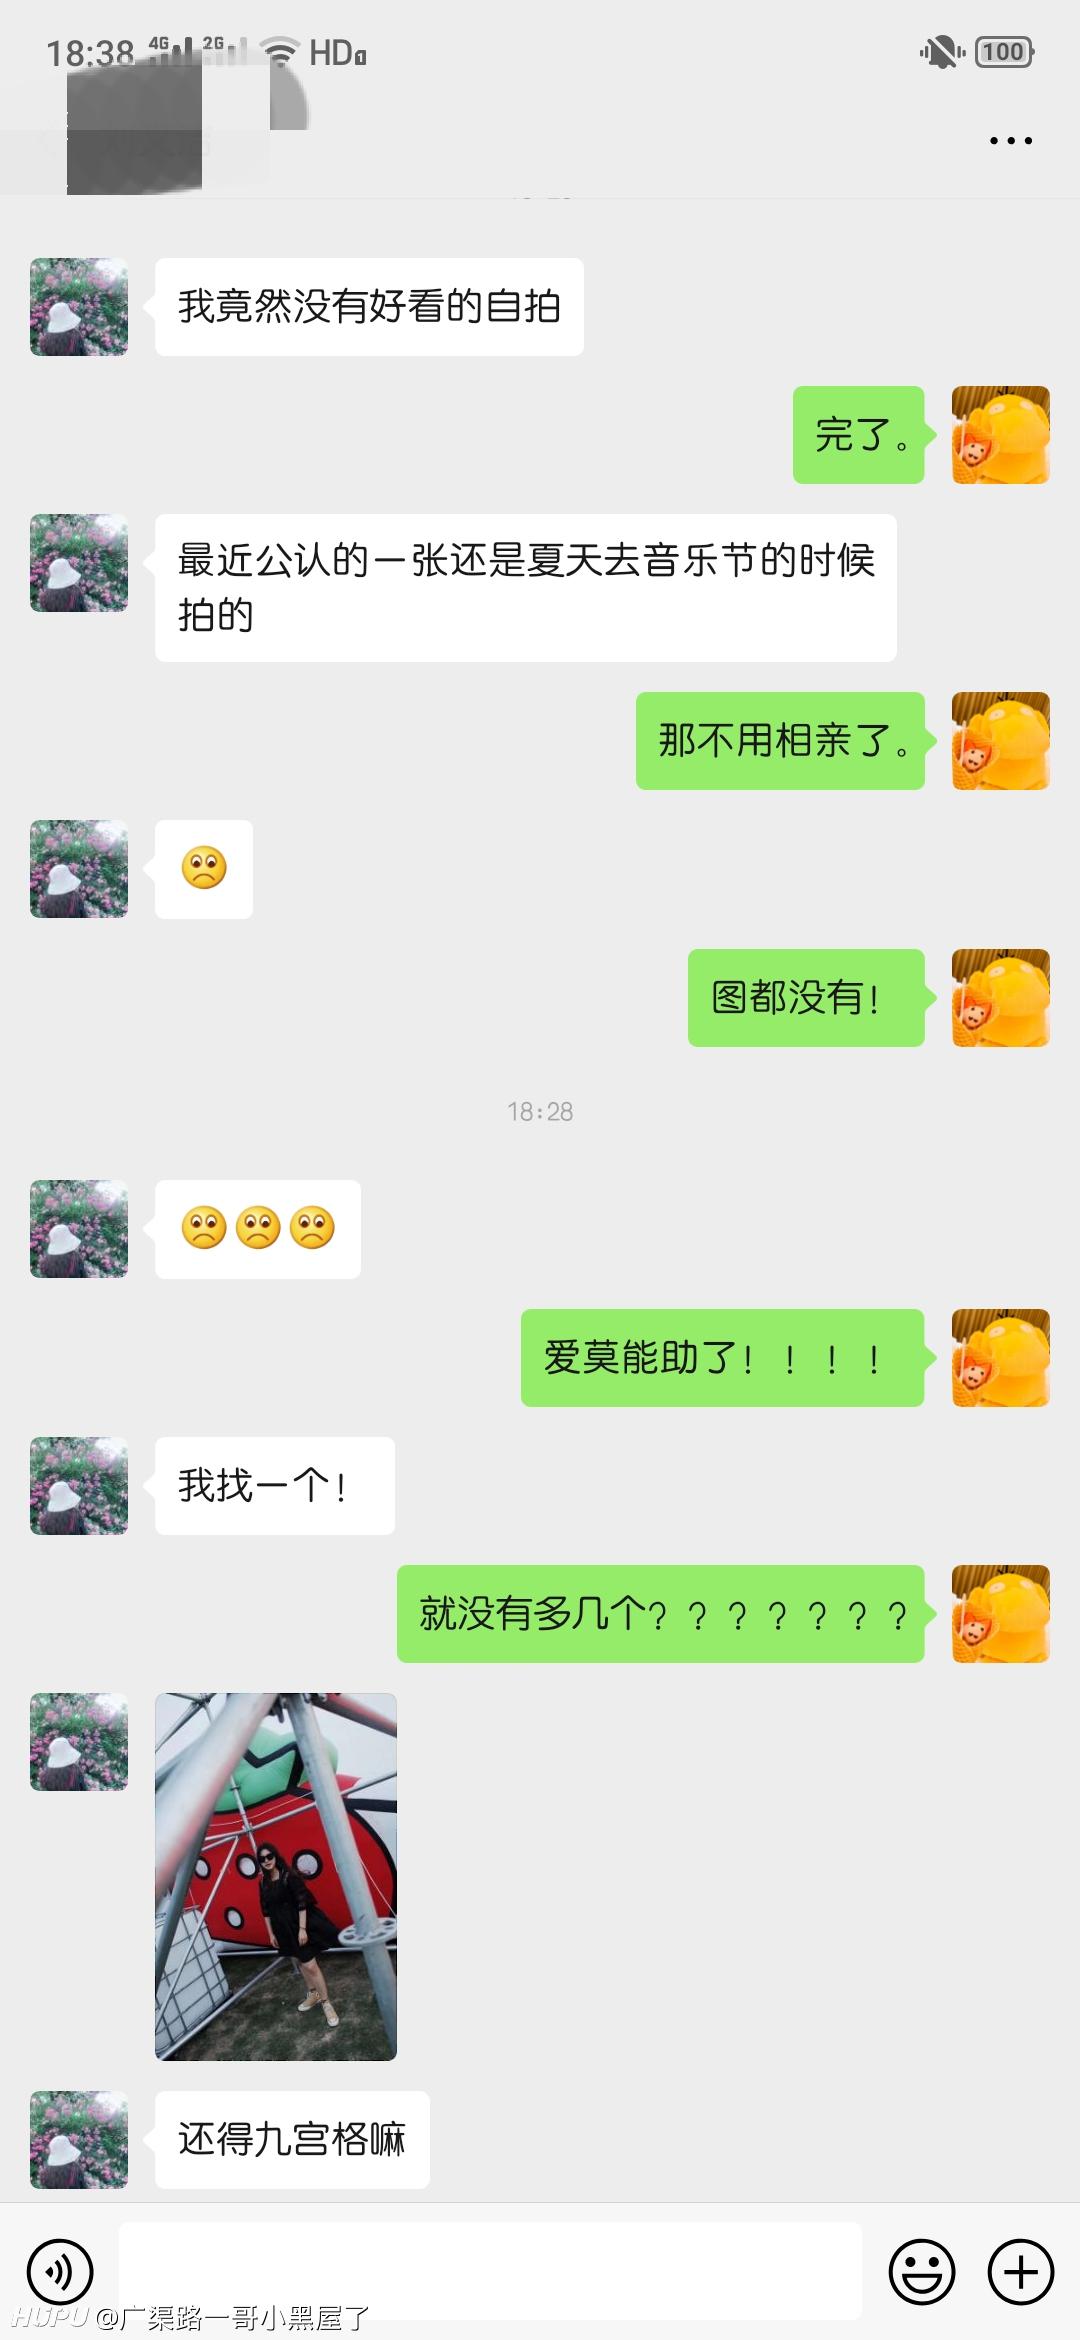 18:38 4G 2G HD1 100
我竟然没有好看的自拍
完了。
最近公认的一张还是夏天去音乐节的时候
拍的
那不用相亲了。
图都没有！
18:28
爱莫能助了！！！！
我找一个！
就没有多几个？？？？？？？
还得九宫格嘛
HUPU @广渠路一哥小黑屋了